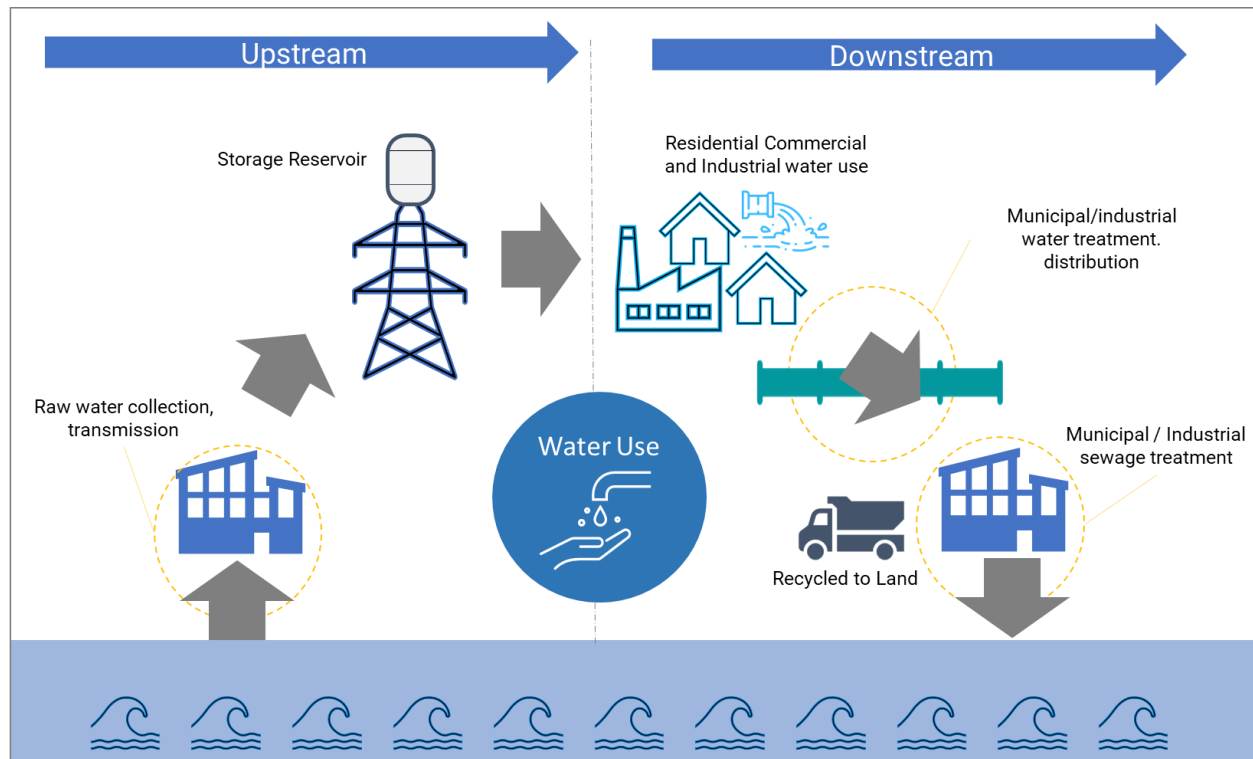 Upstream
Downstream
Storage Reservoir
Residential Commercial
and Industrial water use
Municipal/industrial
water treatment.
distribution
Raw water collection,
transmission
Water Use
Municipal / Industrial
sewage treatment
Recycled to Land